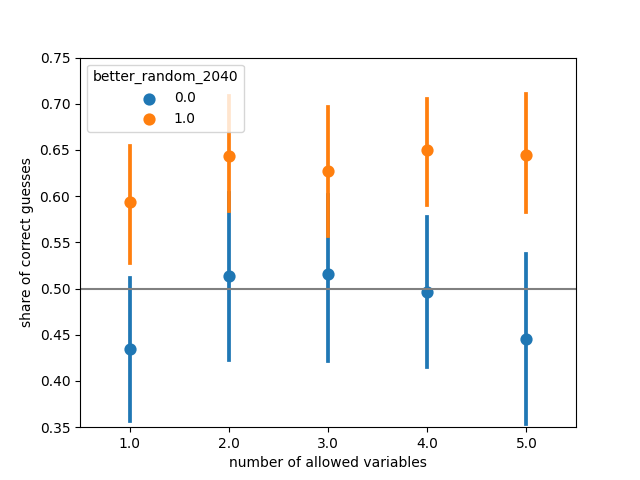 better_random_2040
0.0
1.0
0.75
0.70
0.65
0.60
0.55
0.50
0.45
0.40
0.35
share of correct guesses
1.0 2.0 3.0 4.0 5.0
number of allowed variables